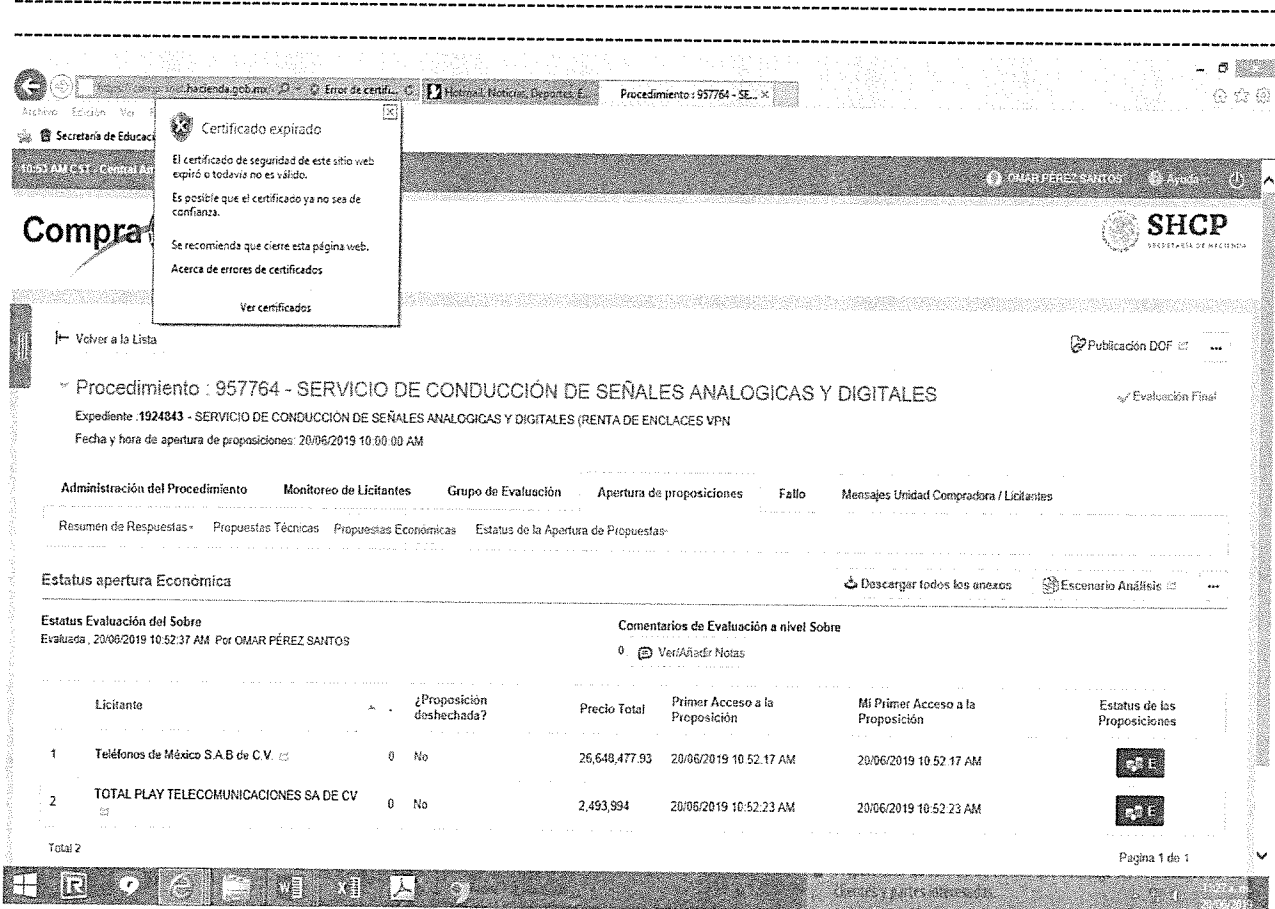 .hacienda.gob.mx
Error de certifi...
Hotmail, Noticias, Deportes, E...
Procedimiento : 957764 - SE...
Archivo Edición Ver
Secretaría de Educaci
Certificado expirado
El certificado de seguridad de este sitio web
expiró o todavía no es válido.
Es posible que el certificado ya no sea de
confianza.
Se recomienda que cierre esta página web.
Acerca de errores de certificados
Ver certificados
10:53 AM CST - Central Am
OMAR PEREZ SANTOS Ayuda
Compra
SHCP
SECRETARÍA DE HACIENDA
Volver a la Lista
Publicación DOF ...
Procedimiento : 957764 - SERVICIO DE CONDUCCIÓN DE SEÑALES ANALOGICAS Y DIGITALES
Evaluación Final
Expediente :1924843 - SERVICIO DE CONDUCCIÓN DE SEÑALES ANALOGICAS Y DIGITALES (RENTA DE ENCLACES VPN
Fecha y hora de apertura de proposiciones: 20/06/2019 10:00:00 AM
Administración del Procedimiento Monitoreo de Licitantes Grupo de Evaluación Apertura de proposiciones Fallo Mensajes Unidad Compradora / Licitantes
Resumen de Respuestas Propuestas Técnicas Propuestas Económicas Estatus de la Apertura de Propuestas
Estatus apertura Económica
Descargar todos los anexos Escenario Análisis ...
Estatus Evaluación del Sobre
Evaluada , 20/06/2019 10:52:37 AM Por OMAR PÉREZ SANTOS
Comentarios de Evaluación a nivel Sobre
0 Ver/Añadir Notas
Licitante ¿Proposición deshechada? Precio Total Primer Acceso a la Proposición Mi Primer Acceso a la Proposición Estatus de las Proposiciones
1 Teléfonos de México S.A.B de C.V. 0 No 26,648,477.93 20/06/2019 10:52:17 AM 20/06/2019 10:52:17 AM E
2 TOTAL PLAY TELECOMUNICACIONES SA DE CV 0 No 2,493,994 20/06/2019 10:52:23 AM 20/06/2019 10:52:23 AM E
Total 2
Pagina 1 de 1